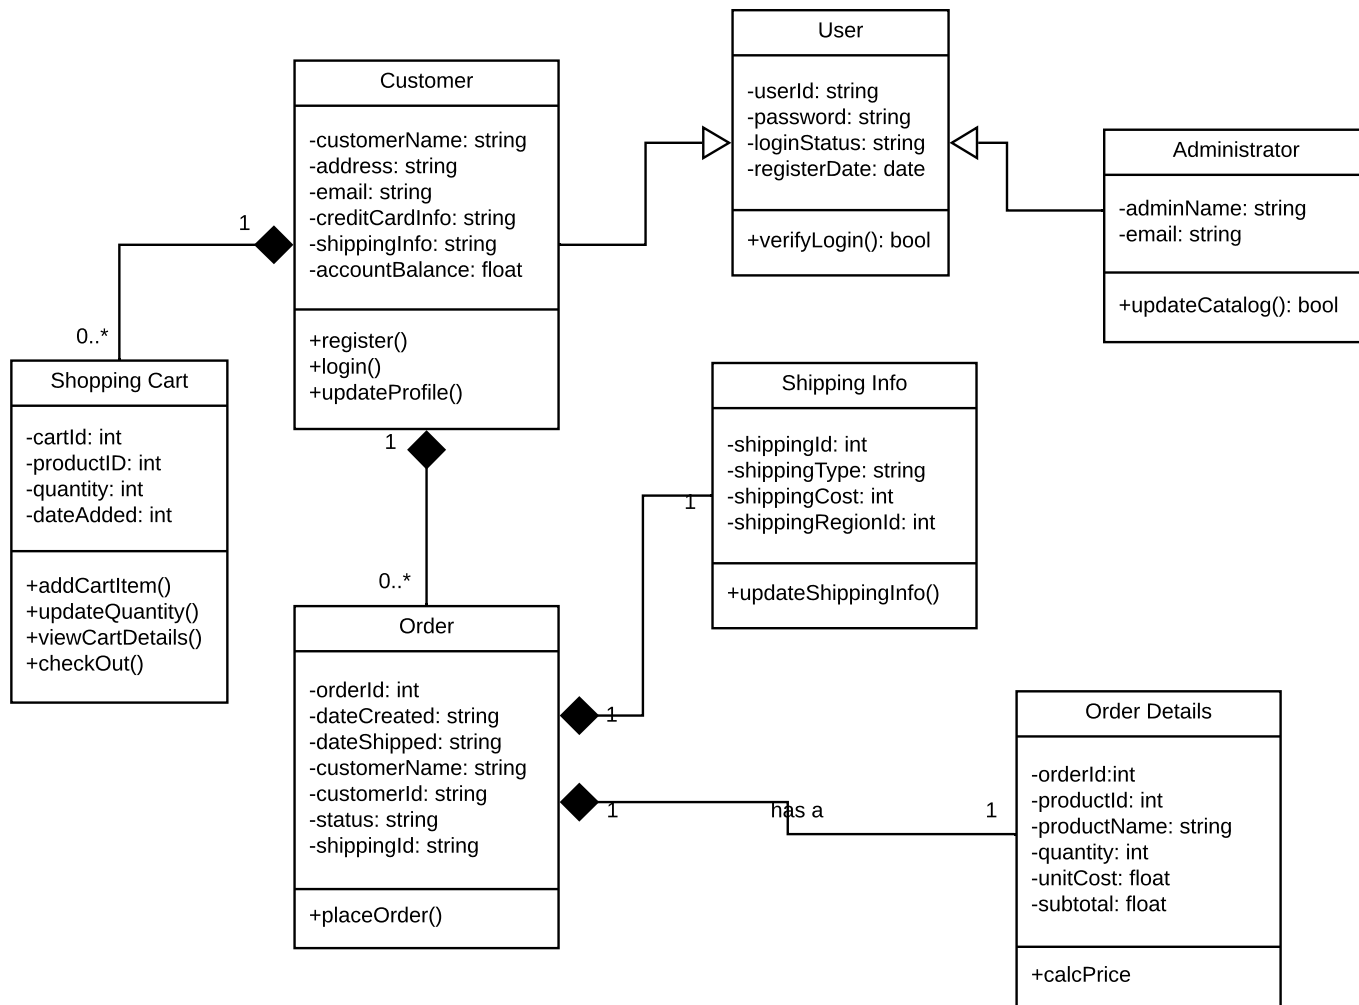 User
-userId: string
-password: string
-loginStatus: string
-registerDate: date
+verifyLogin(): bool
Customer
-customerName: string
-address: string
-email: string
-creditCardInfo: string
-shippingInfo: string
-accountBalance: float
+register()
+login()
+updateProfile()
Administrator
-adminName: string
-email: string
+updateCatalog(): bool
1
0..*
Shopping Cart
-cartId: int
-productID: int
-quantity: int
-dateAdded: int
+addCartItem()
+updateQuantity()
+viewCartDetails()
+checkOut()
1
0..*
Shipping Info
-shippingId: int
-shippingType: string
-shippingCost: int
-shippingRegionId: int
+updateShippingInfo()
1
Order
-orderId: int
-dateCreated: string
-dateShipped: string
-customerName: string
-customerId: string
-status: string
-shippingId: string
+placeOrder()
1
1
has a
1
Order Details
-orderId:int
-productId: int
-productName: string
-quantity: int
-unitCost: float
-subtotal: float
+calcPrice